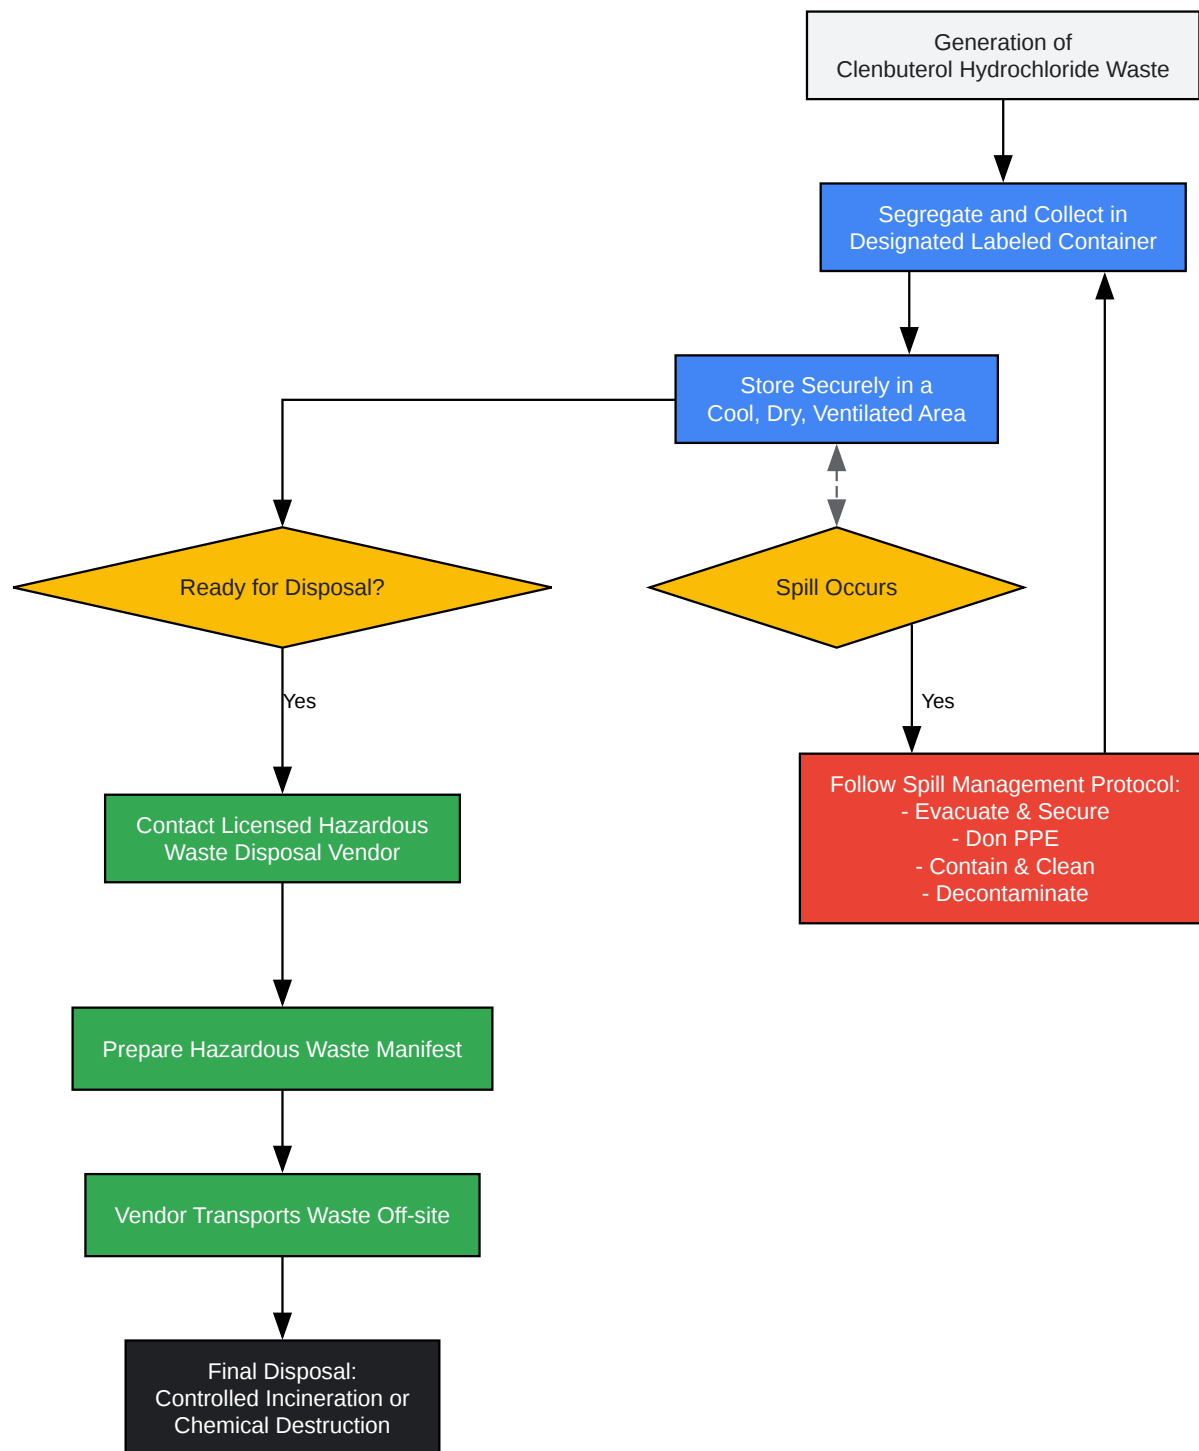 Generation of
Clenbuterol Hydrochloride Waste
Segregate and Collect in
Designated Labeled Container
Store Securely in a
Cool, Dry, Ventilated Area
Ready for Disposal?
Spill Occurs
Yes
Yes
Follow Spill Management Protocol:
- Evacuate & Secure
- Don PPE
- Contain & Clean
- Decontaminate
Contact Licensed Hazardous
Waste Disposal Vendor
Prepare Hazardous Waste Manifest
Vendor Transports Waste Off-site
Final Disposal:
Controlled Incineration or
Chemical Destruction